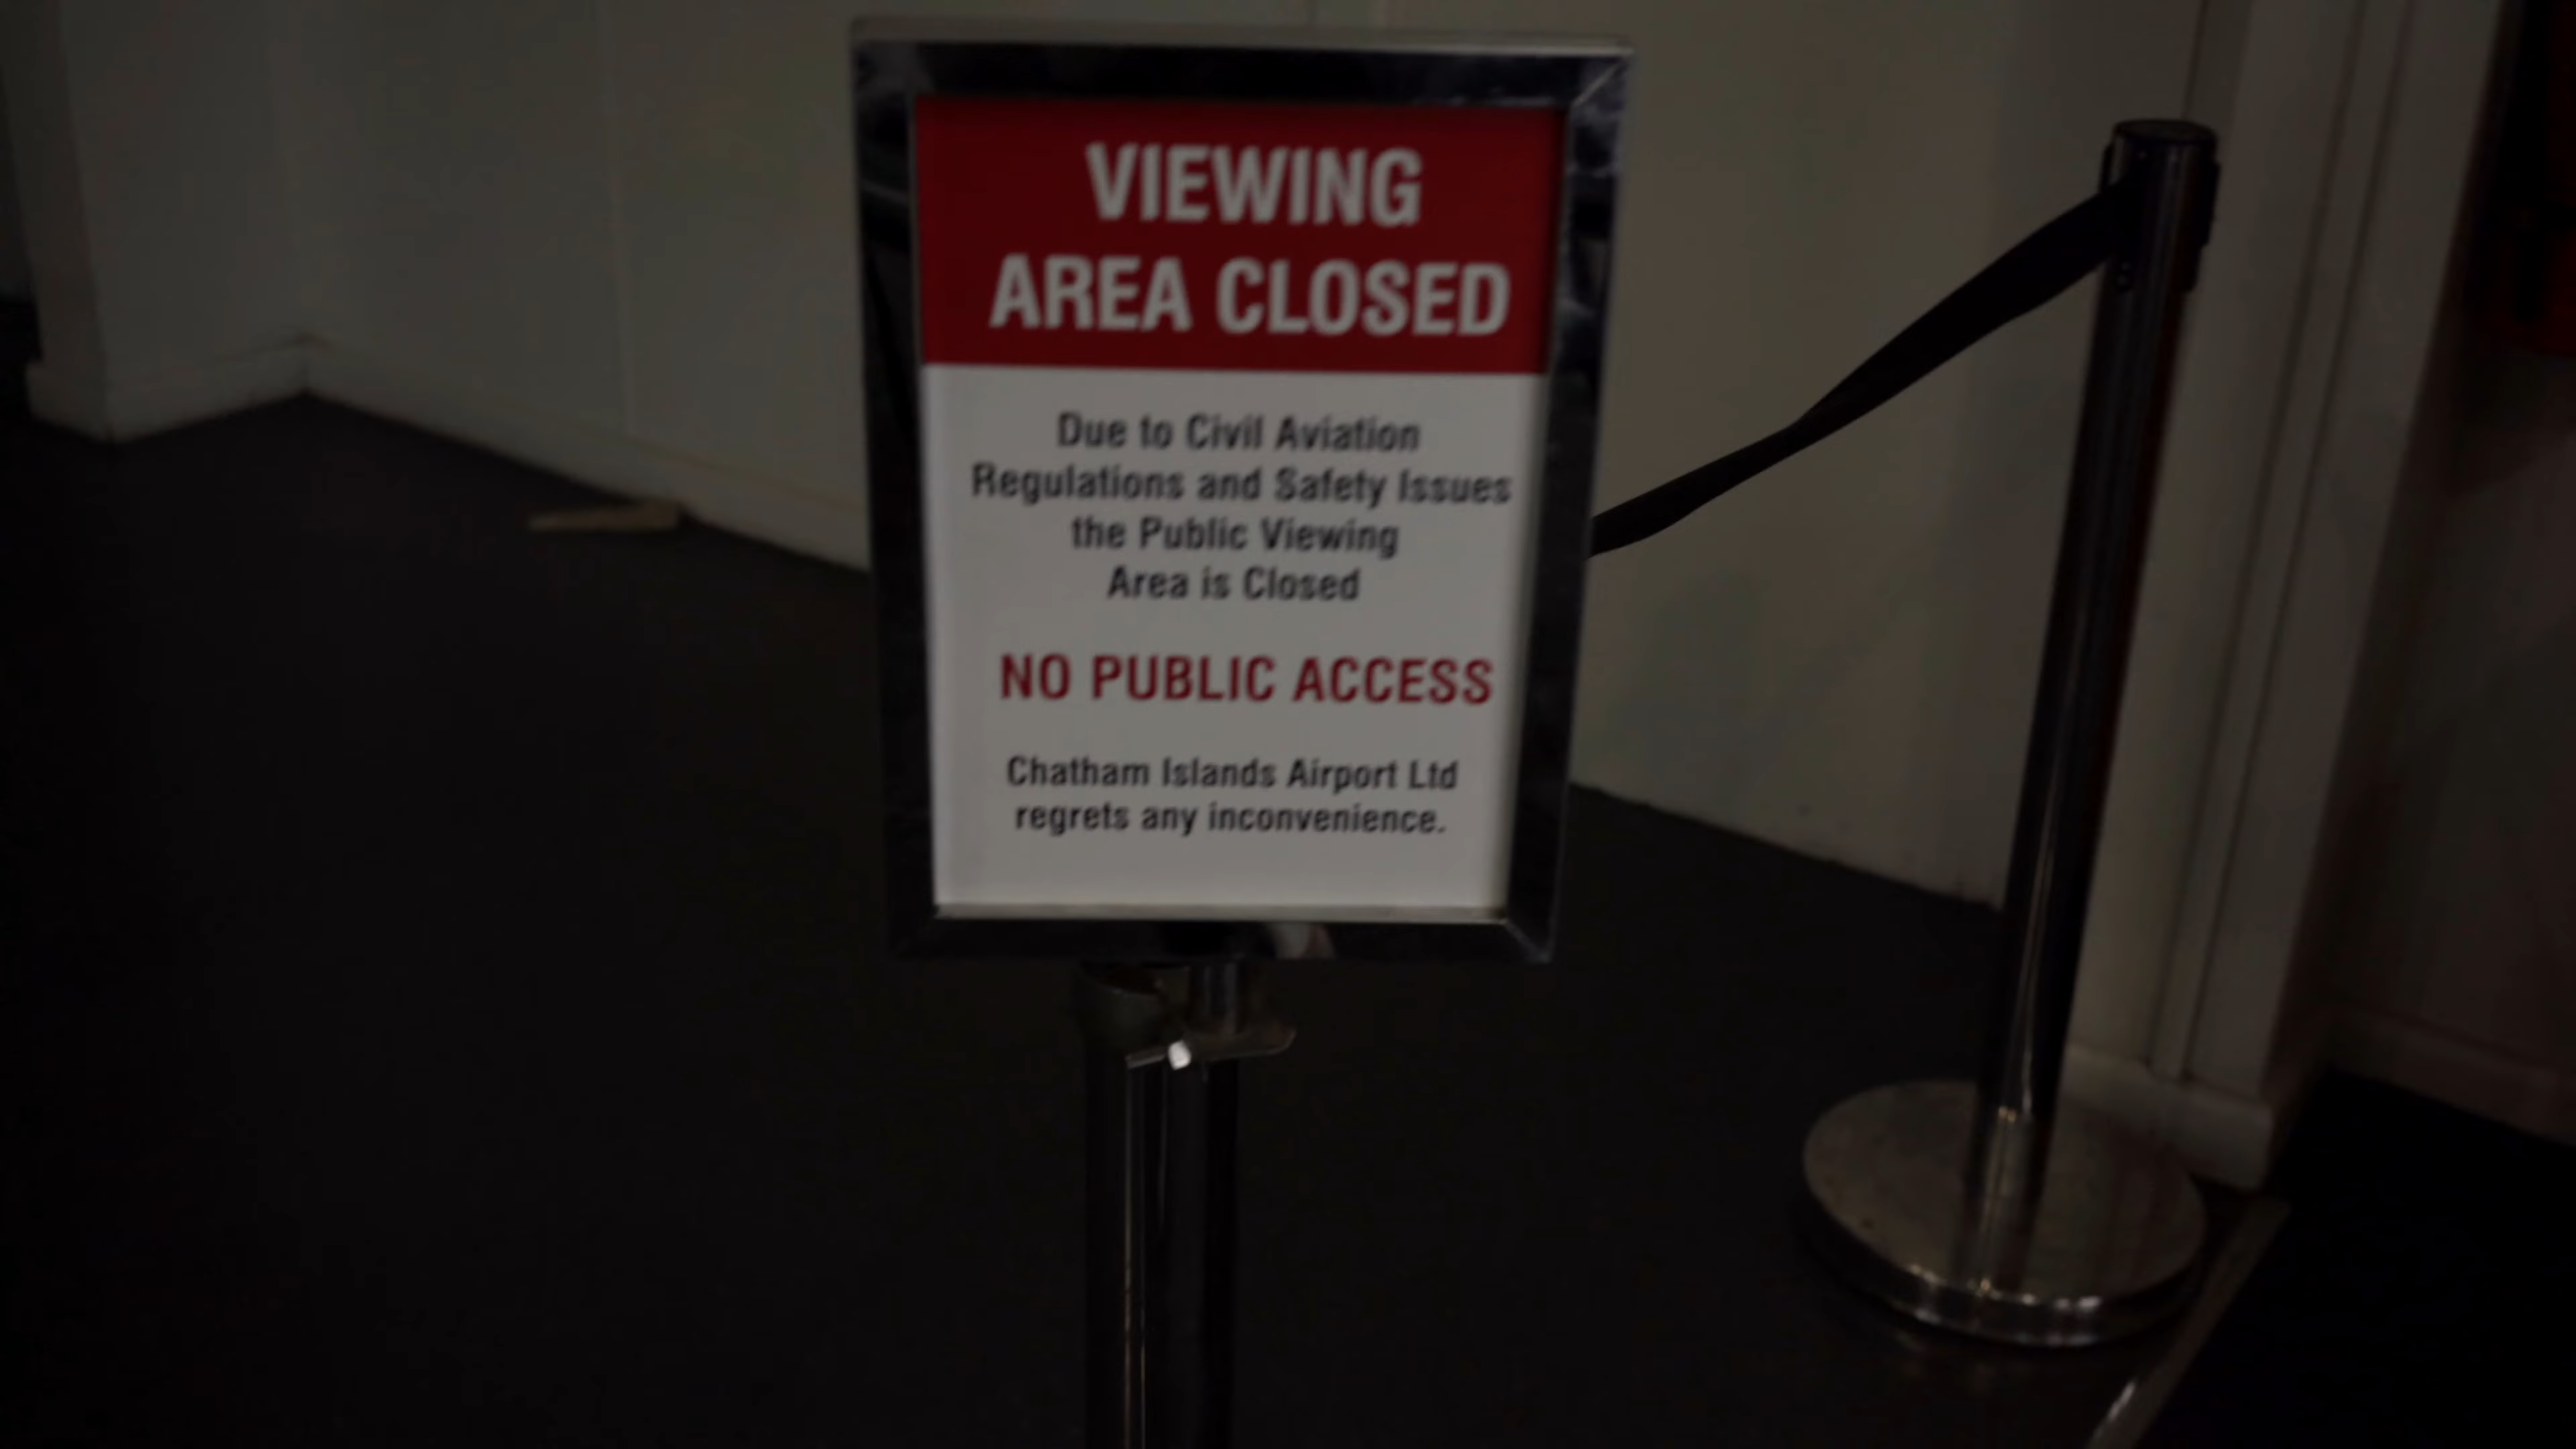 VIEWING
AREA CLOSED
Due to Civil Aviation
Regulations and Safety Issues
the Public Viewing
Area is Closed
NO PUBLIC ACCESS
Chatham Islands Airport Ltd
regrets any inconvenience.